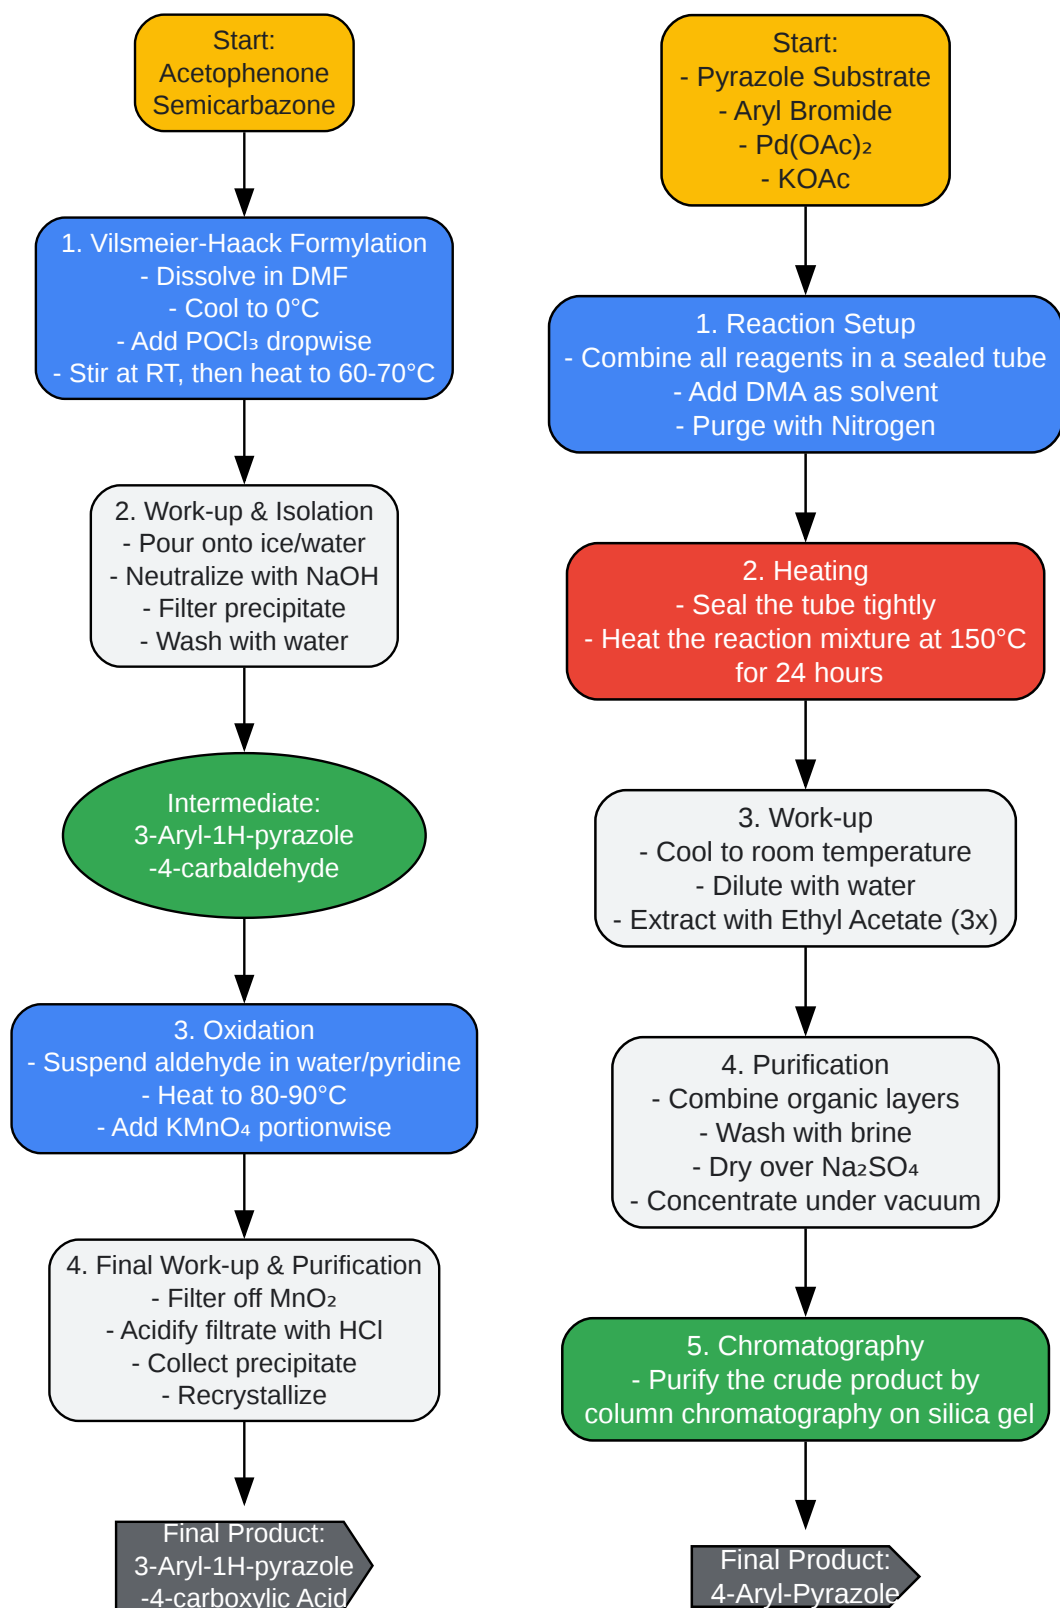 Start:
Acetophenone
Semicarbazone
1. Vilsmeier-Haack Formylation
- Dissolve in DMF
- Cool to 0°C
- Add POCl₃ dropwise
- Stir at RT, then heat to 60-70°C
2. Work-up & Isolation
- Pour onto ice/water
- Neutralize with NaOH
- Filter precipitate
- Wash with water
Intermediate:
3-Aryl-1H-pyrazole
-4-carbaldehyde
3. Oxidation
- Suspend aldehyde in water/pyridine
- Heat to 80-90°C
- Add KMnO₄ portionwise
4. Final Work-up & Purification
- Filter off MnO₂
- Acidify filtrate with HCl
- Collect precipitate
- Recrystallize
Final Product:
3-Aryl-1H-pyrazole
-4-carboxylic Acid
Start:
- Pyrazole Substrate
- Aryl Bromide
- Pd(OAc)₂
- KOAc
1. Reaction Setup
- Combine all reagents in a sealed tube
- Add DMA as solvent
- Purge with Nitrogen
2. Heating
- Seal the tube tightly
- Heat the reaction mixture at 150°C
for 24 hours
3. Work-up
- Cool to room temperature
- Dilute with water
- Extract with Ethyl Acetate (3x)
4. Purification
- Combine organic layers
- Wash with brine
- Dry over Na₂SO₄
- Concentrate under vacuum
5. Chromatography
- Purify the crude product by
column chromatography on silica gel
Final Product:
4-Aryl-Pyrazole